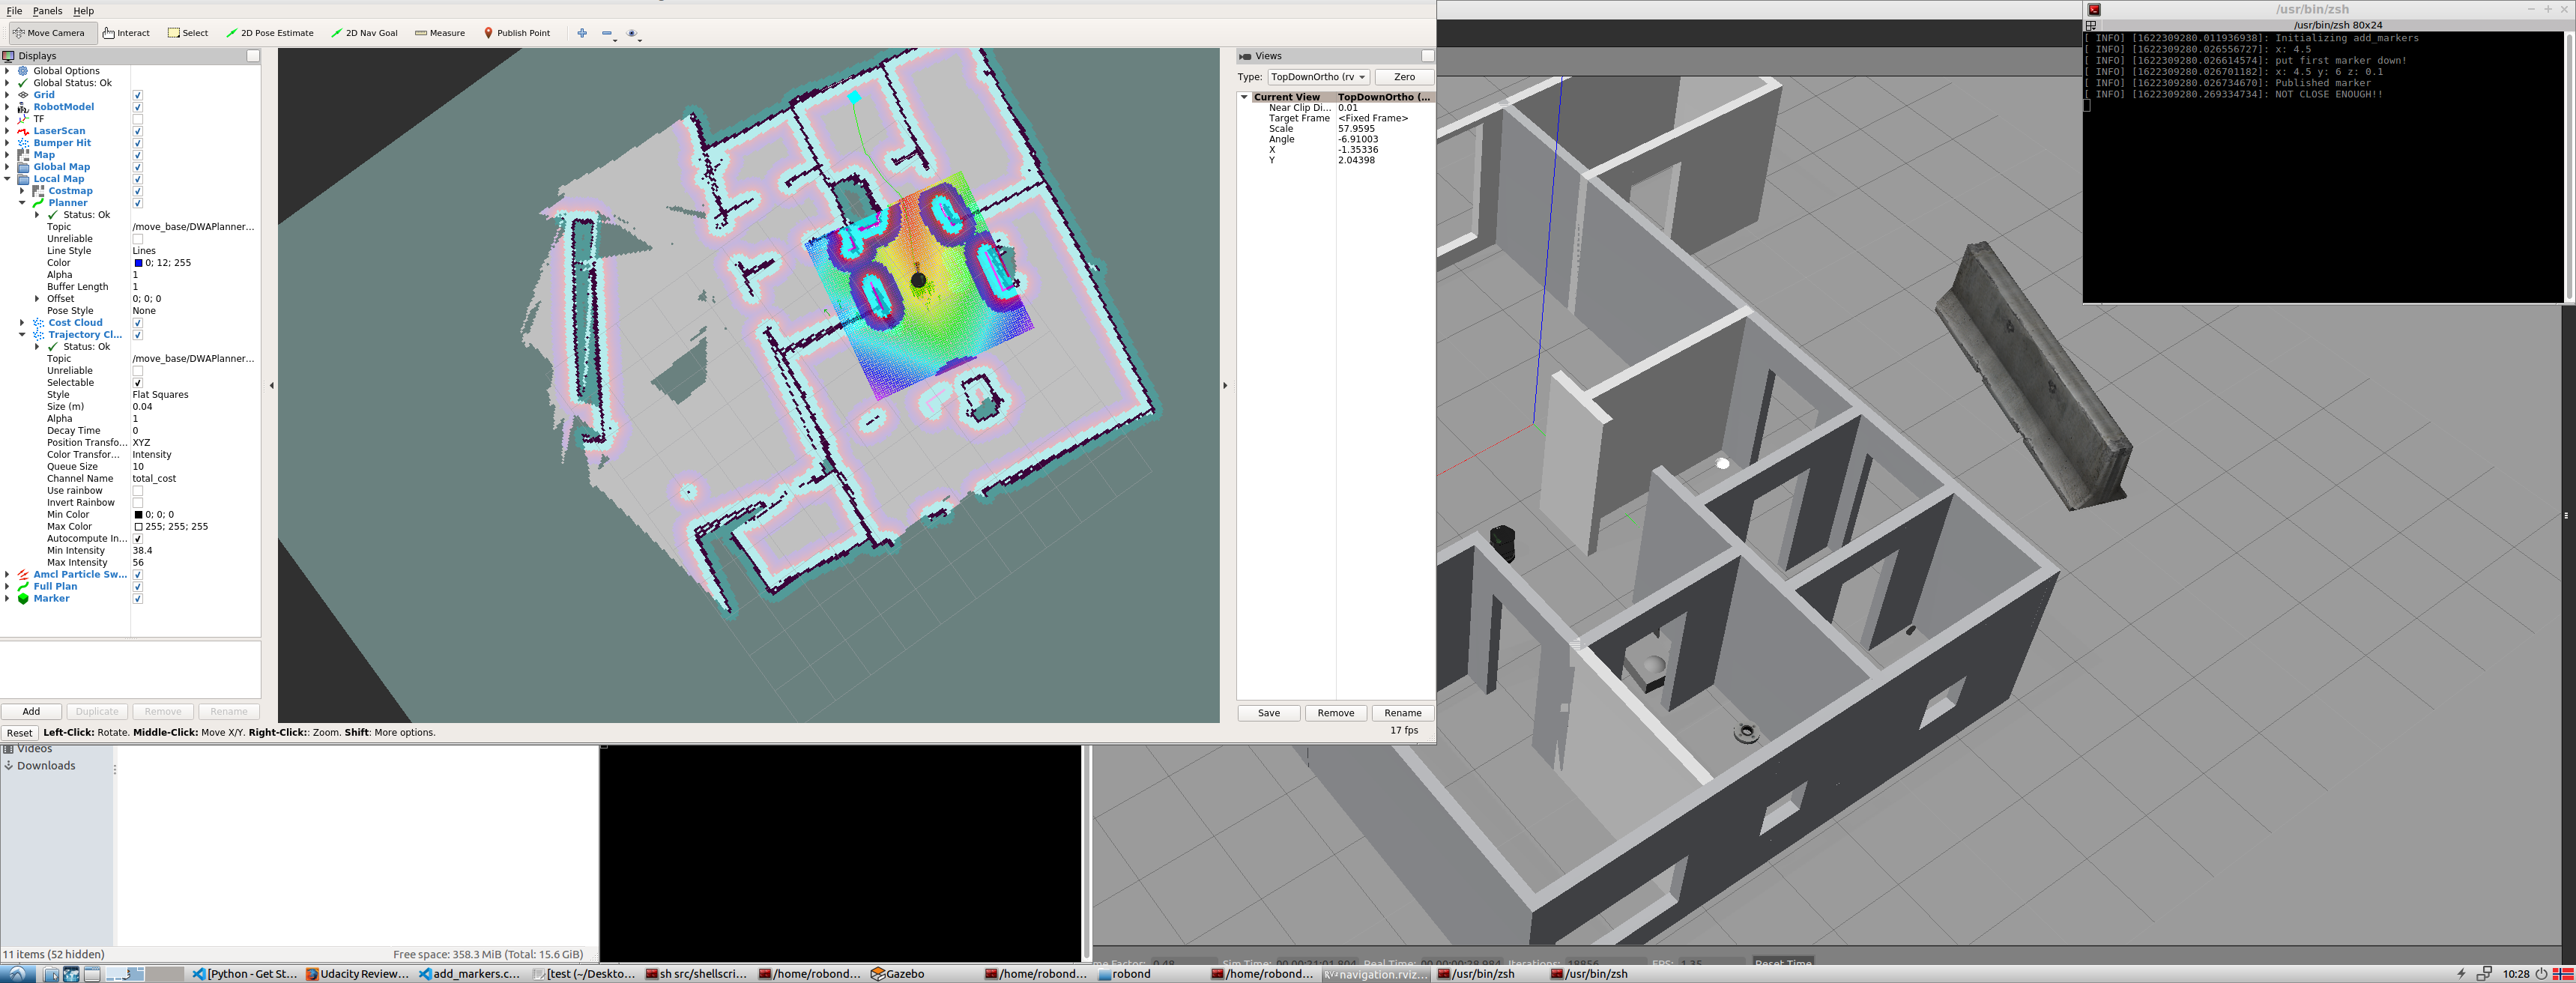 File Panels Help
Move Camera Interact Select 2D Pose Estimate 2D Nav Goal Measure Publish Point
Displays
Global Options
Global Status: Ok
Grid
RobotModel
TF
LaserScan
Bumper Hit
Map
Global Map
Local Map
Costmap
Planner
Status: Ok
Topic /move_base/DWAPlanner...
Unreliable
Line Style Lines
Color 0; 12; 255
Alpha 1
Buffer Length 1
Offset 0; 0; 0
Pose Style None
Cost Cloud
Trajectory Cl...
Status: Ok
Topic /move_base/DWAPlanner...
Unreliable
Selectable
Style Flat Squares
Size (m) 0.04
Alpha 1
Decay Time 0
Position Transfo... XYZ
Color Transfor... Intensity
Queue Size 10
Channel Name total_cost
Use rainbow
Invert Rainbow
Min Color 0; 0; 0
Max Color 255; 255; 255
Autocompute In...
Min Intensity 38.4
Max Intensity 56
Amcl Particle Sw...
Full Plan
Marker
Add Duplicate Remove Rename
Reset Left-Click: Rotate. Middle-Click: Move X/Y. Right-Click:: Zoom. Shift: More options.
17 fps
Views
Type: TopDownOrtho (rv Zero
Current View TopDownOrtho (...
Near Clip Di... 0.01
Target Frame <Fixed Frame>
Scale 57.9595
Angle -6.91003
X -1.35336
Y 2.04398
Save Remove Rename
/usr/bin/zsh
/usr/bin/zsh 80x24
[ INFO] [1622309280.011936938]: Initializing add_markers
[ INFO] [1622309280.026556727]: x: 4.5
[ INFO] [1622309280.026614574]: put first marker down!
[ INFO] [1622309280.026701182]: x: 4.5 y: 6 z: 0.1
[ INFO] [1622309280.026734670]: Published marker
[ INFO] [1622309280.269334734]: NOT CLOSE ENOUGH!!
Videos
Downloads
11 items (52 hidden) Free space: 358.3 MiB (Total: 15.6 GiB)
[Python - Get St... Udacity Review... add_markers.c... [test (~/Deskto... sh src/shellscri... /home/robond... Gazebo /home/robond... robond /home/robond... navigation.rviz... /usr/bin/zsh /usr/bin/zsh 10:28